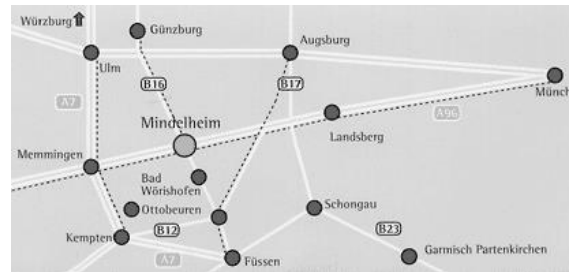 Würzburg
Günzburg
Augsburg
Ulm
B16
B17
Münch
A7
Mindelheim
A96
Landsberg
Memmingen
Bad
Wörishofen
Ottobeuren
Schongau
B12
B23
Kempten
Garmisch Partenkirchen
A7
Füssen